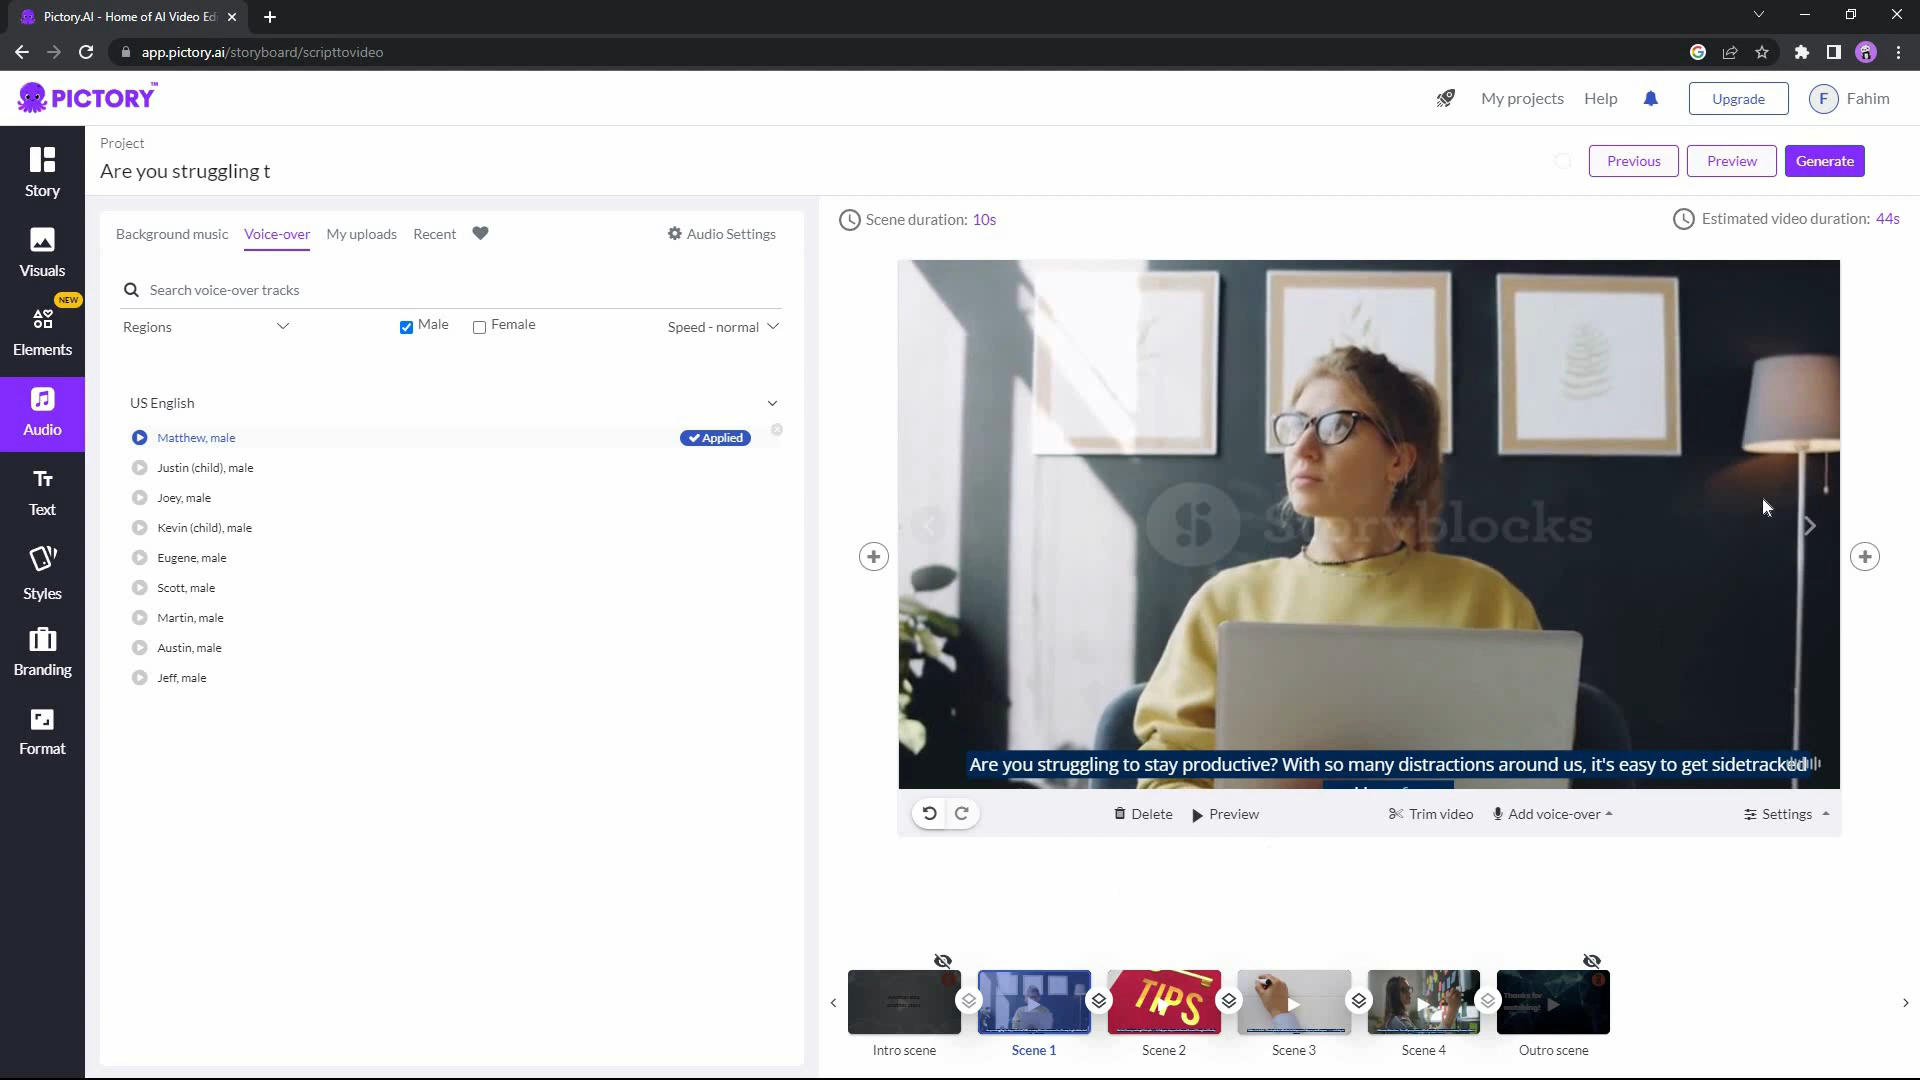 Pictory.AI - Home of AI Video Ed
app.pictory.ai/storyboard/scripttovideo
PICTORY™
My projects
Help
Upgrade
F
Fahim
Story
Visuals
NEW
Elements
Audio
Text
Styles
Branding
Format
Project
Are you struggling t
Previous
Preview
Generate
Background music
Voice-over
My uploads
Recent
Audio Settings
Search voice-over tracks
Regions
Male
Female
Speed - normal
US English
Matthew, male
Applied
Justin (child), male
Joey, male
Kevin (child), male
Eugene, male
Scott, male
Martin, male
Austin, male
Jeff, male
Scene duration: 10s
Estimated video duration: 44s
Storyblocks
Are you struggling to stay productive? With so many distractions around us, it's easy to get sidetracked
Delete
Preview
Trim video
Add voice-over
Settings
TIPS
Thanks for
watching!
Intro scene
Scene 1
Scene 2
Scene 3
Scene 4
Outro scene